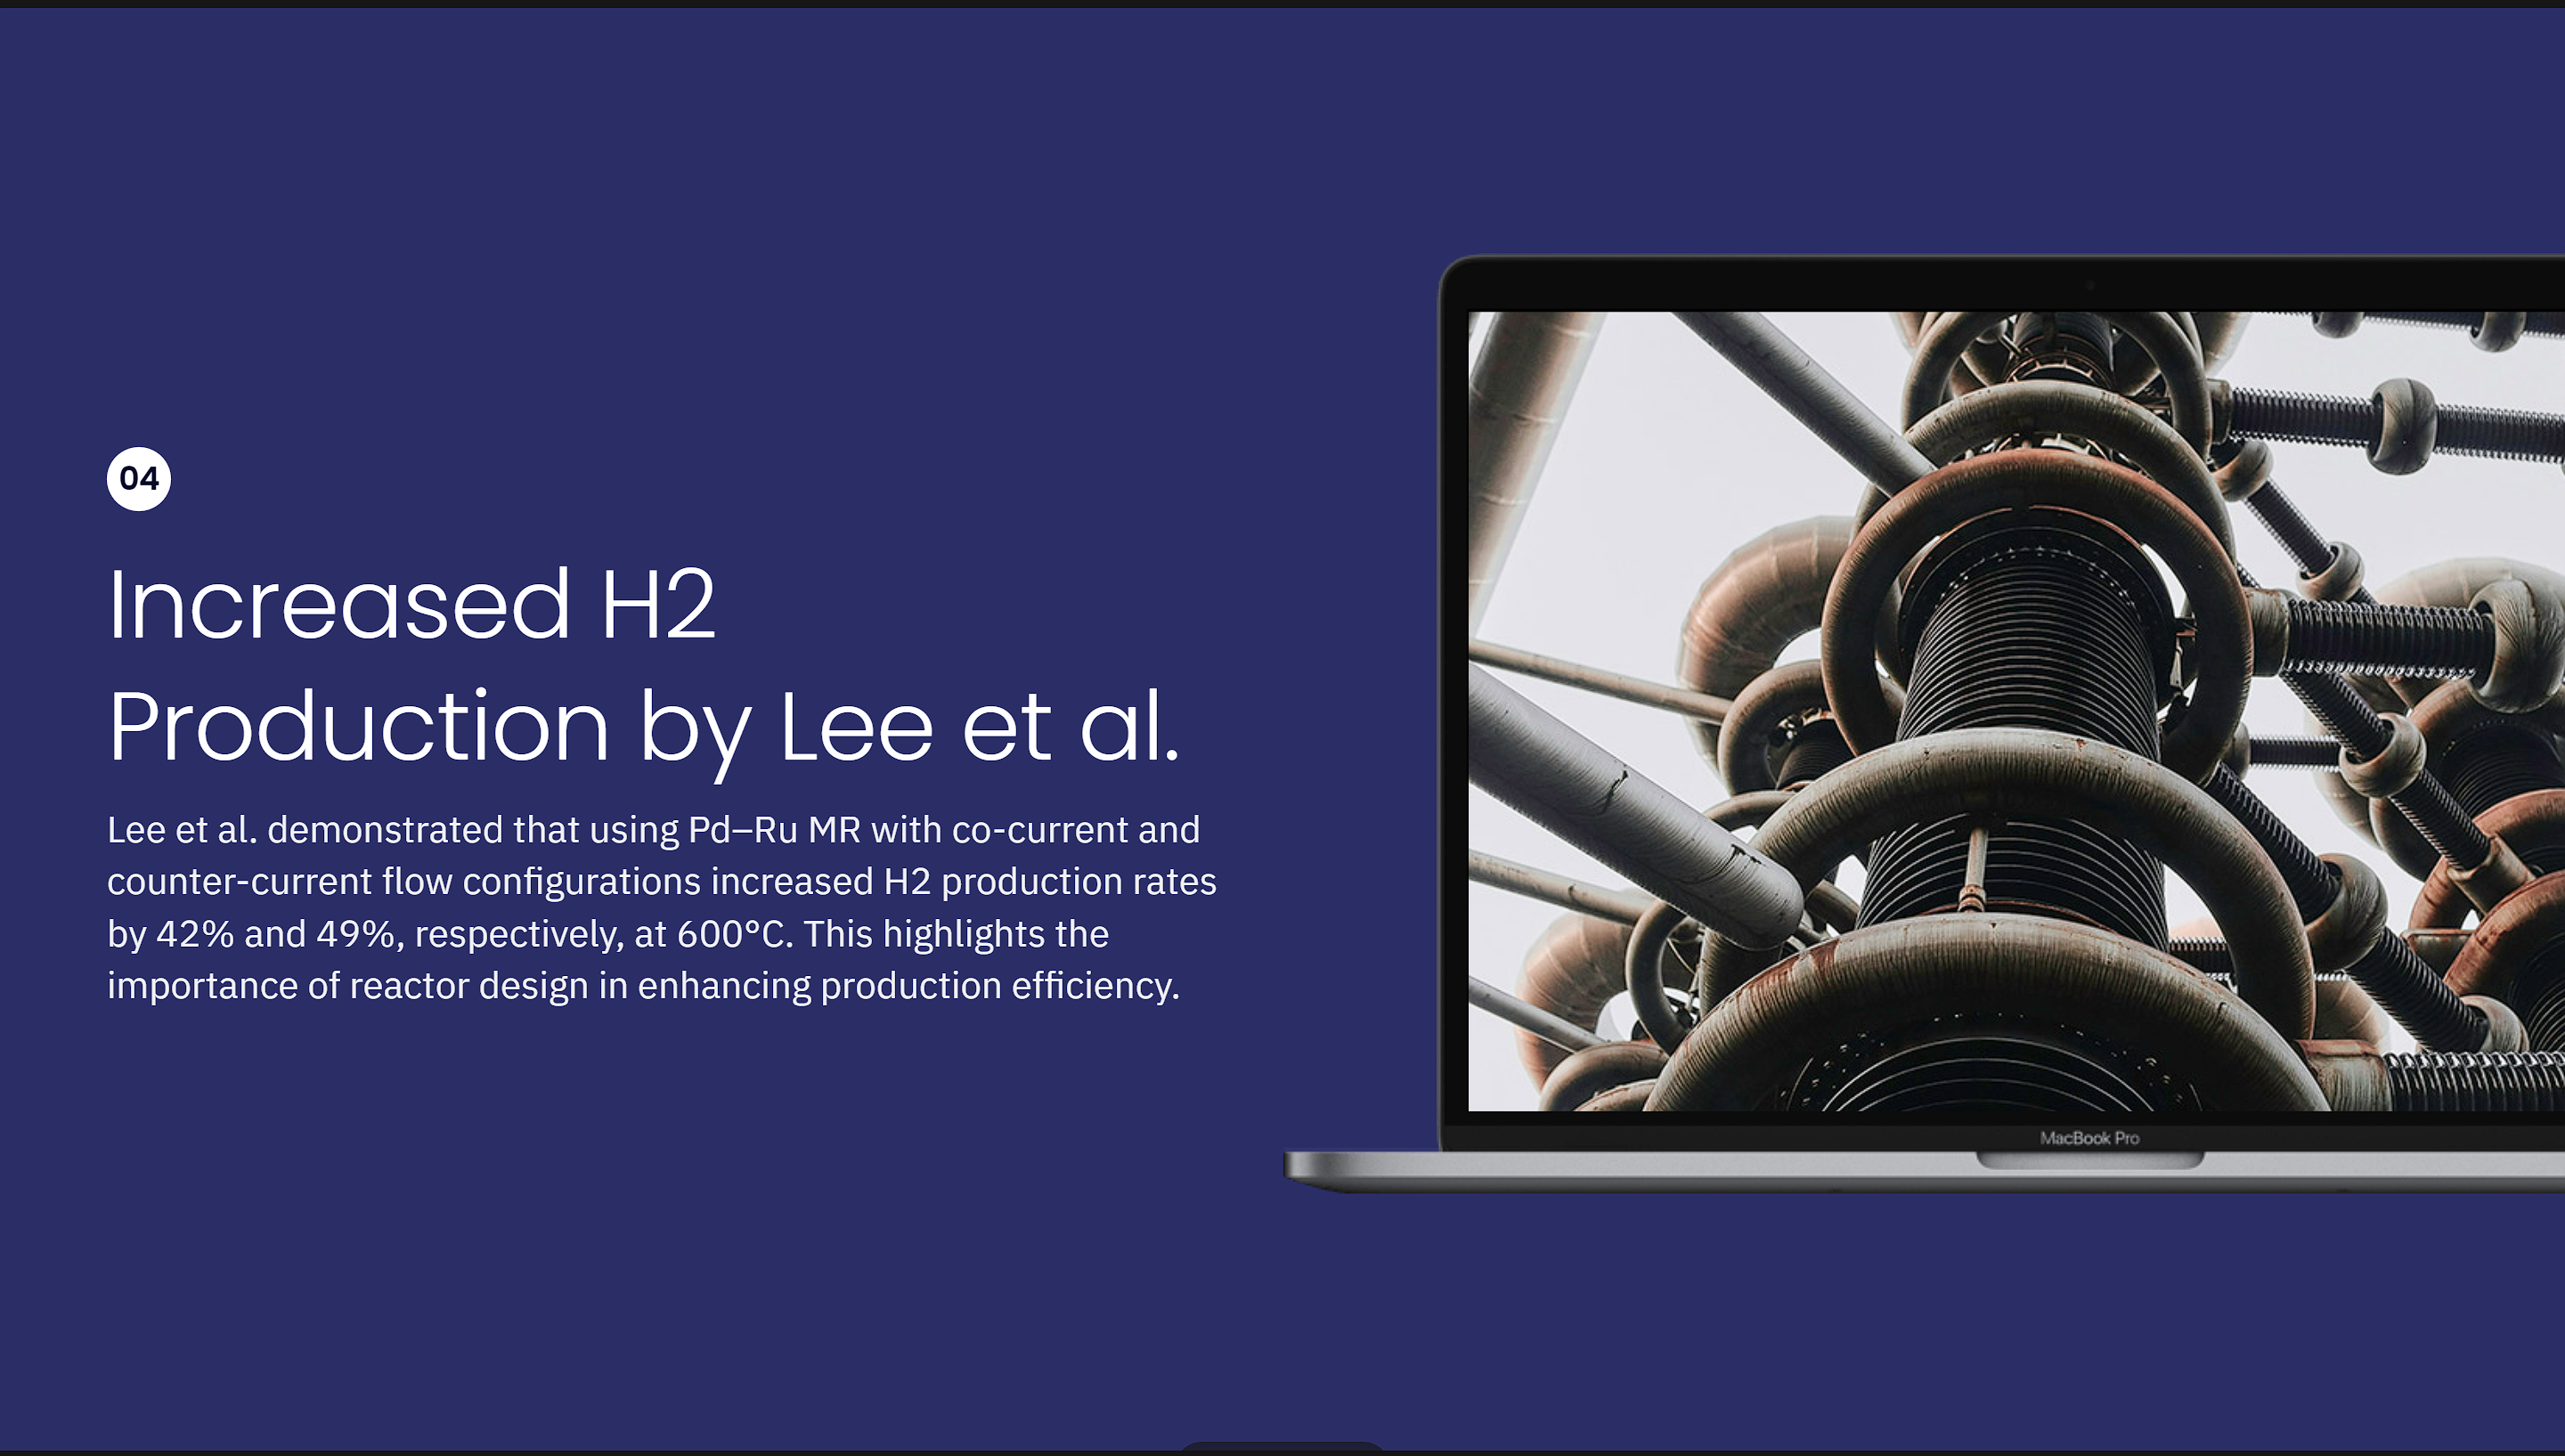 04
Increased H2
Production by Lee et al.
Lee et al. demonstrated that using Pd–Ru MR with co-current and
counter-current flow configurations increased H2 production rates
by 42% and 49%, respectively, at 600°C. This highlights the
importance of reactor design in enhancing production efficiency.
MacBook Pro